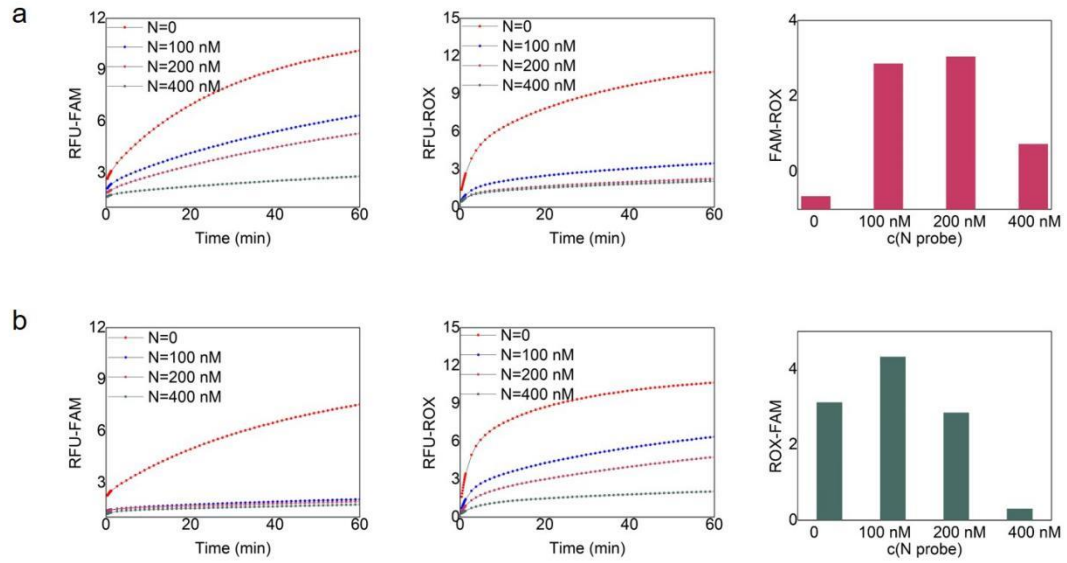 a
12
9
6
3
0
20
40
60
RFU-FAM
Time (min)
N=0
N=100 nM
N=200 nM
N=400 nM
15
12
9
6
3
0
0
20
40
60
RFU-ROX
Time (min)
N=0
N=100 nM
N=200 nM
N=400 nM
4
2
0
FAM-ROX
0
100 nM
200 nM
400 nM
c(N probe)
b
12
9
6
3
0
20
40
60
RFU-FAM
Time (min)
N=0
N=100 nM
N=200 nM
N=400 nM
15
12
9
6
3
0
0
20
40
60
RFU-ROX
Time (min)
N=0
N=100 nM
N=200 nM
N=400 nM
4
2
0
ROX-FAM
0
100 nM
200 nM
400 nM
c(N probe)